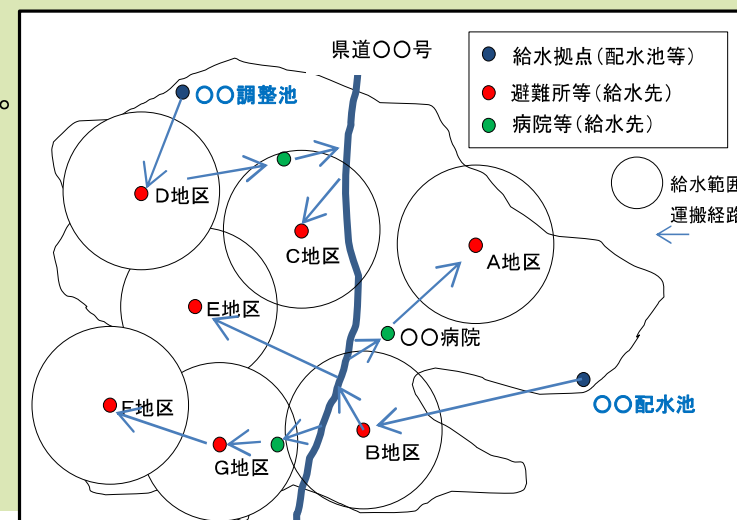 県道〇〇号
給水拠点(配水池等)
避難所等(給水先)
病院等(給水先)
給水範囲
運搬経路
。
〇〇調整池
D地区
C地区
A地区
E地区
〇〇病院
F地区
G地区
B地区
〇〇配水池